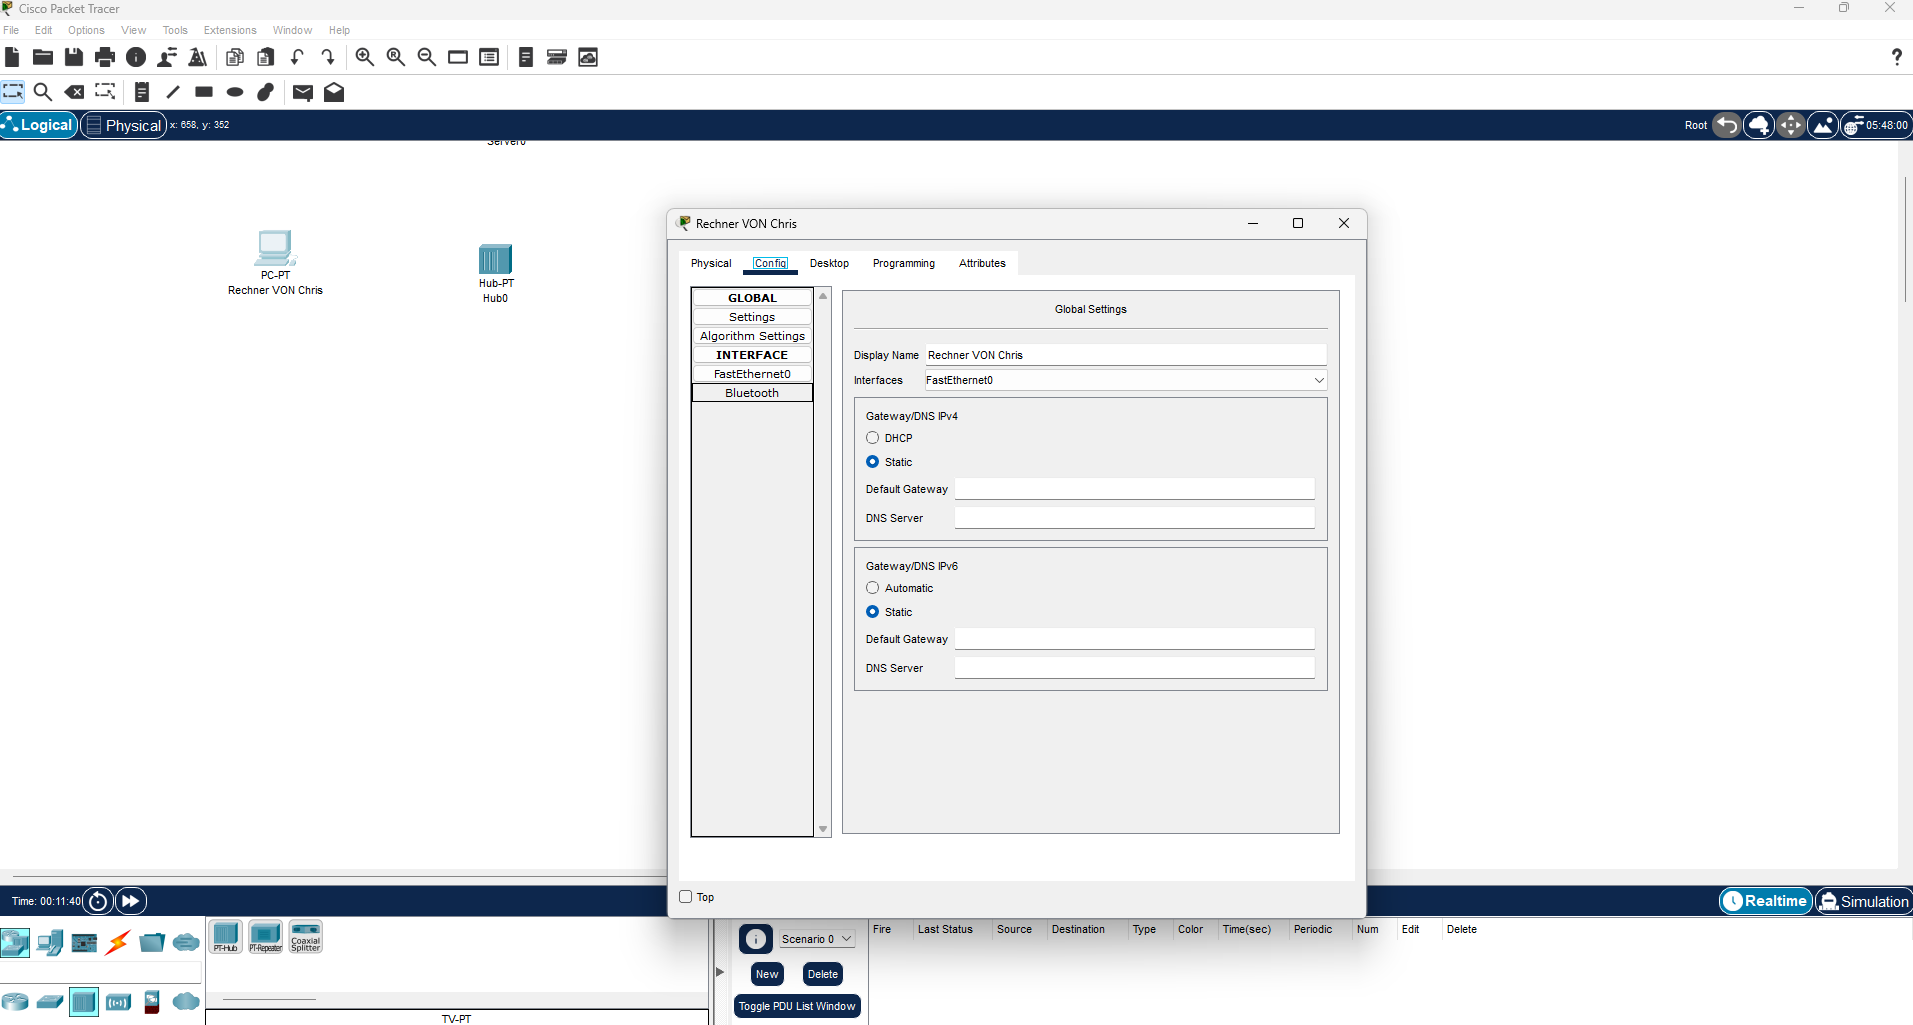 Cisco Packet Tracer
File Edit Options View Tools Extensions Window Help
Logical Physical x: 658, y: 352 Root 05:48:00
Server0
PC-PT
Rechner VON Chris
Hub-PT
Hub0
Rechner VON Chris
Physical Config Desktop Programming Attributes
GLOBAL
Settings
Algorithm Settings
INTERFACE
FastEthernet0
Bluetooth
Global Settings
Display Name Rechner VON Chris
Interfaces FastEthernet0
Gateway/DNS IPv4
DHCP
Static
Default Gateway
DNS Server
Gateway/DNS IPv6
Automatic
Static
Default Gateway
DNS Server
Top
Time: 00:11:40 Realtime Simulation
PT-Hub PT-Repeater Coaxial Splitter
TV-PT
Scenario 0
New Delete
Toggle PDU List Window
Fire Last Status Source Destination Type Color Time(sec) Periodic Num Edit Delete